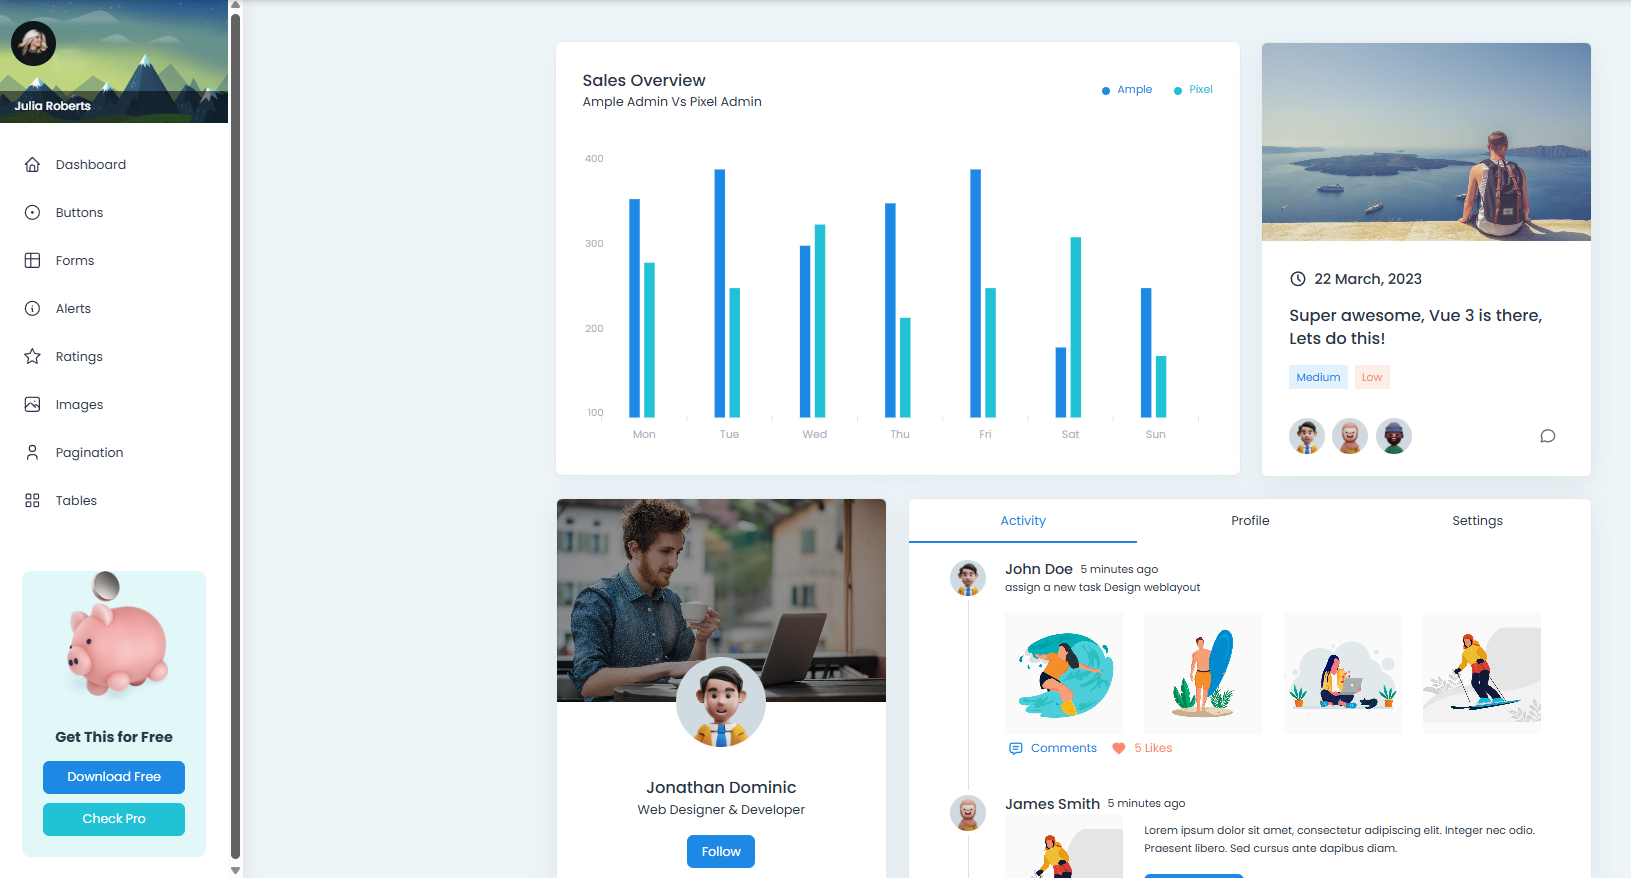 Julia Roberts
Dashboard
Buttons
Forms
Alerts
Ratings
Images
Pagination
Tables
Get This for Free
Download Free
Check Pro
Sales Overview
Ample Admin Vs Pixel Admin
Ample Pixel
400
300
200
100
Mon Tue Wed Thu Fri Sat Sun
22 March, 2023
Super awesome, Vue 3 is there,
Lets do this!
Medium Low
Jonathan Dominic
Web Designer & Developer
Follow
Activity Profile Settings
John Doe 5 minutes ago
assign a new task Design weblayout
Comments 5 Likes
James Smith 5 minutes ago
Lorem ipsum dolor sit amet, consectetur adipiscing elit. Integer nec odio.
Praesent libero. Sed cursus ante dapibus diam.